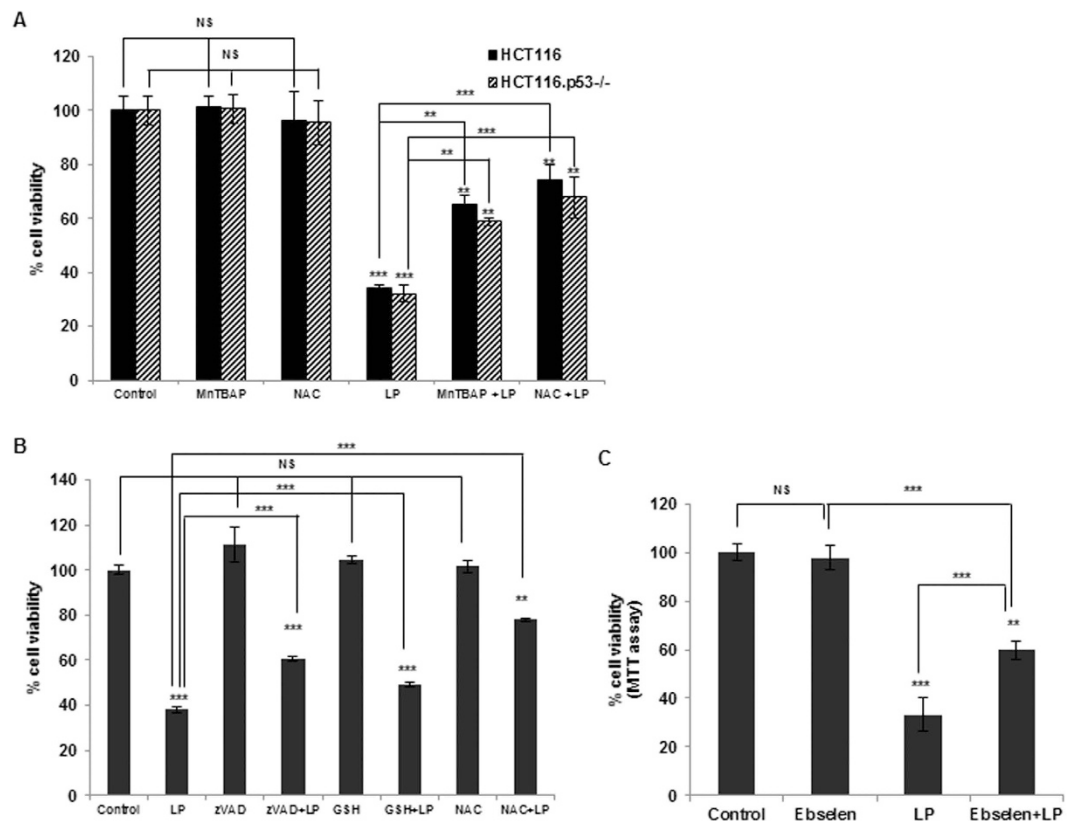 A
NS
NS
HCT116
HCT116.p53-/-
***
**
***
**
**
**
**
**
***
***
% cell viability
120
100
80
60
40
20
0
Control MnTBAP NAC LP MnTBAP +LP NAC +LP
B
***
NS
***
***
**
***
***
***
% cell viability
140
120
100
80
60
40
20
0
Control LP zVAD zVAD+LP GSH GSH+LP NAC NAC+LP
C
NS
***
***
**
***
% cell viability
(MTT assay)
120
100
80
60
40
20
0
Control Ebselen LP Ebselen+LP